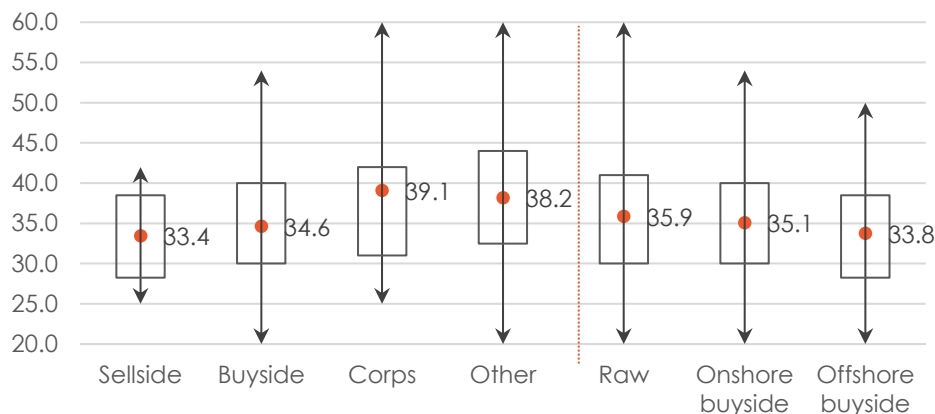 60.0
55.0
50.0
45.0
40.0
35.0
30.0
25.0
20.0
33.4
34.6
39.1
38.2
35.9
35.1
33.8
Sellside
Buyside
Corps
Other
Raw
Onshore
buyside
Offshore
buyside